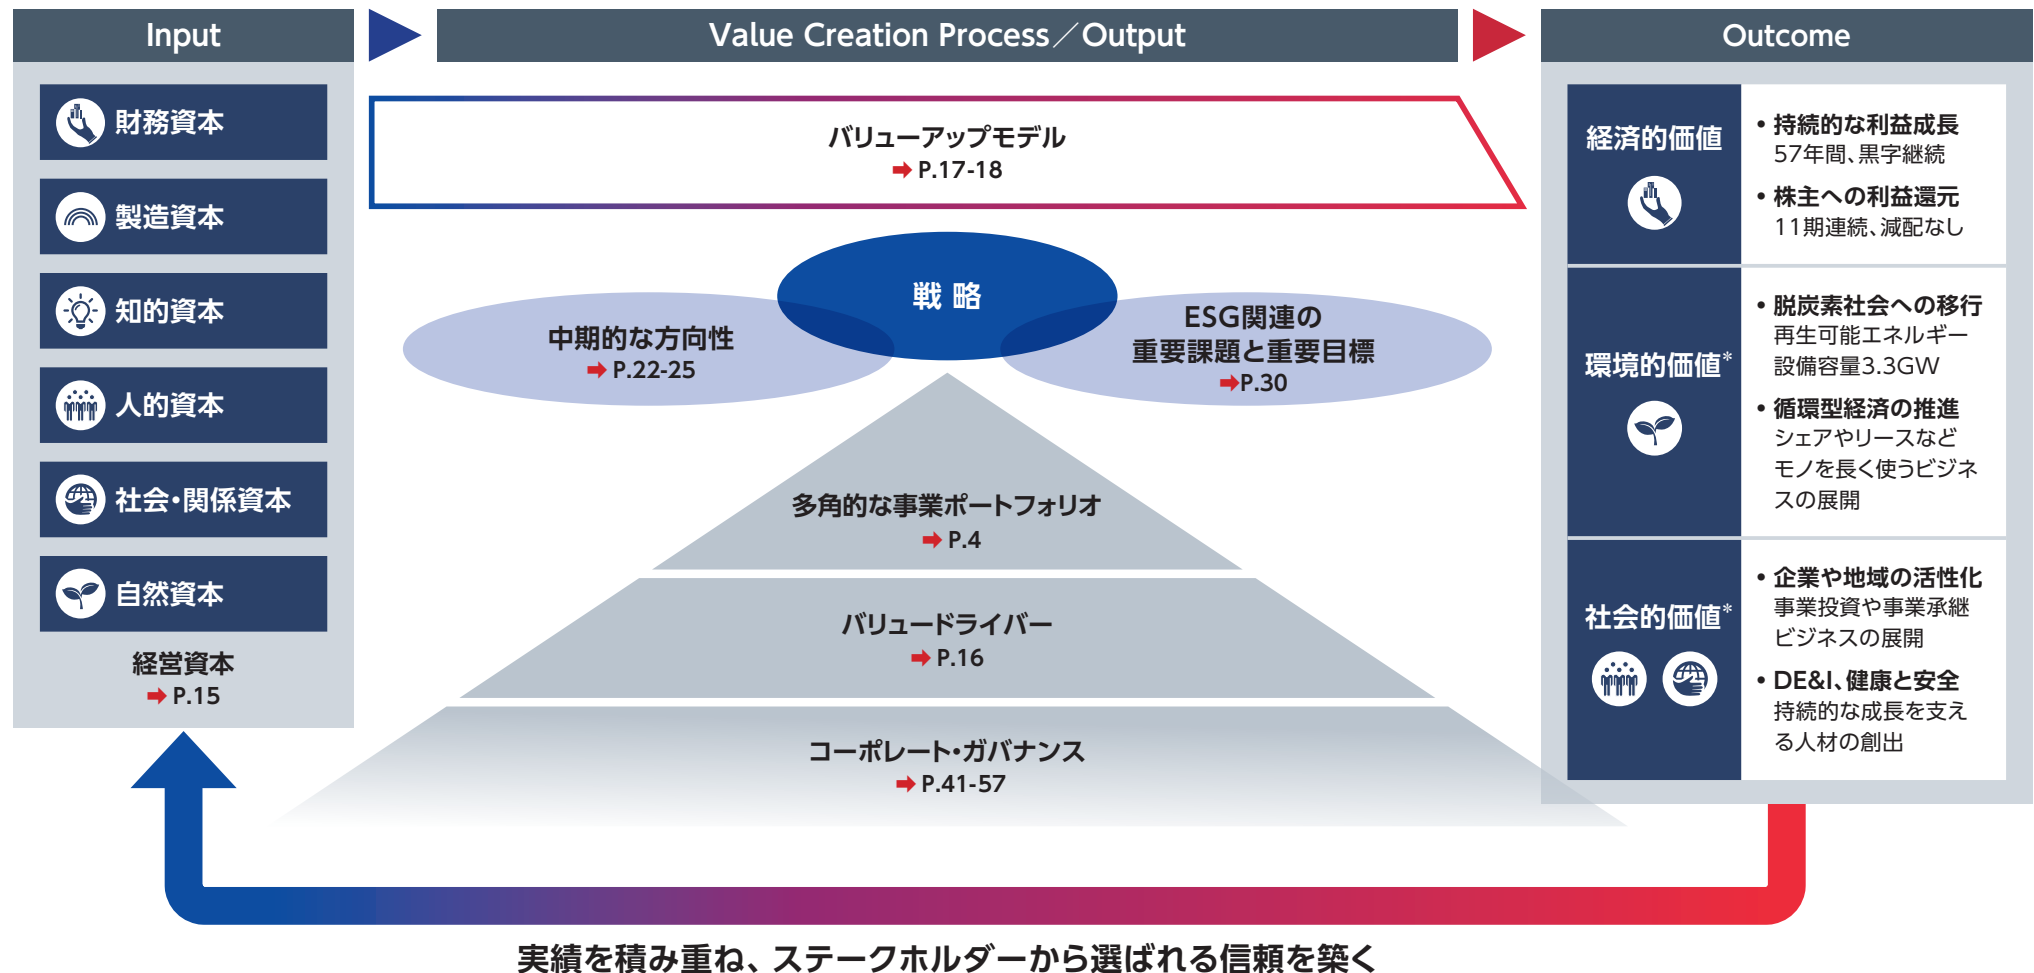 Input
財務資本
製造資本
知的資本
人的資本
社会・関係資本
自然資本
経営資本
➡ P.15
Value Creation Process／Output
バリューアップモデル
➡ P.17-18
戦 略
中期的な方向性
➡ P.22-25
ESG関連の
重要課題と重要目標
➡P.30
多角的な事業ポートフォリオ
➡ P.4
バリュードライバー
➡ P.16
コーポレート・ガバナンス
➡ P.41-57
Outcome
経済的価値
• 持続的な利益成長
57年間、黒字継続
• 株主への利益還元
11期連続、減配なし
環境的価値*
• 脱炭素社会への移行
再生可能エネルギー
設備容量3.3GW
• 循環型経済の推進
シェアやリースなど
モノを長く使うビジネ
スの展開
社会的価値*
• 企業や地域の活性化
事業投資や事業承継
ビジネスの展開
• DE&I、健康と安全
持続的な成長を支え
る人材の創出
実績を積み重ね、ステークホルダーから選ばれる信頼を築く